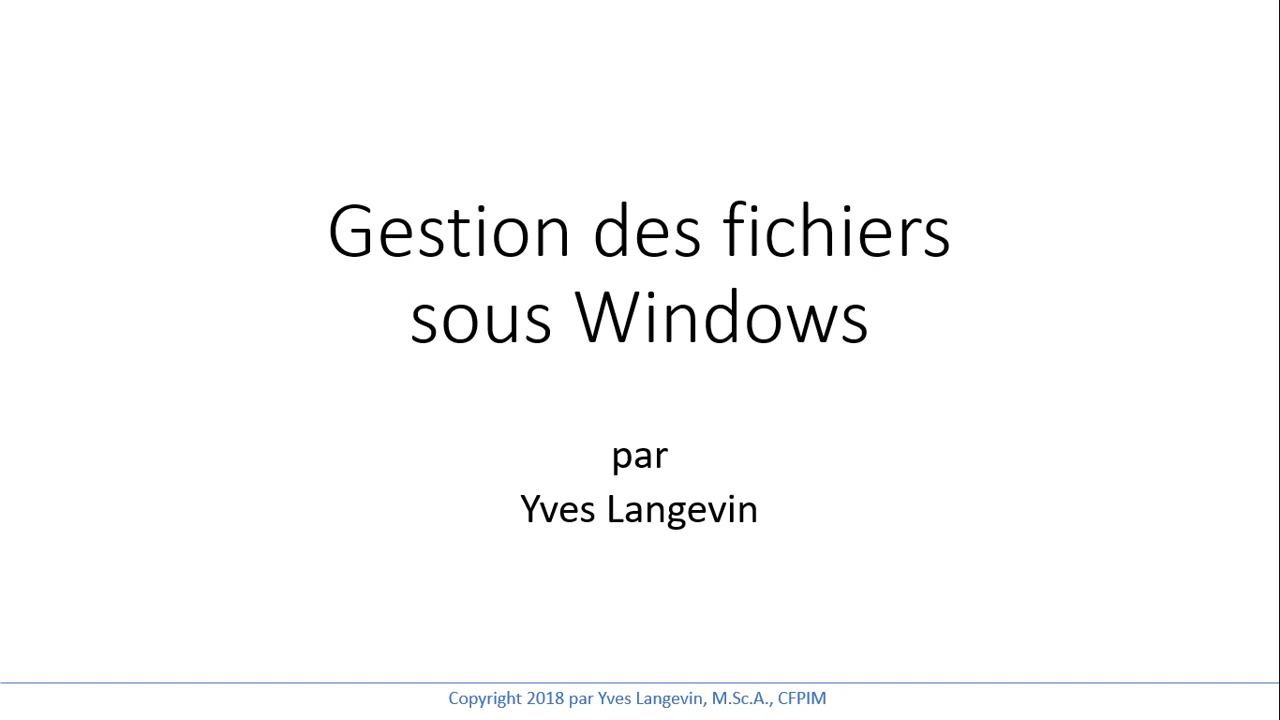 Gestion des fichiers
sous Windows
par
Yves Langevin
Copyright 2018 par Yves Langevin, M.Sc.A., CFPIM